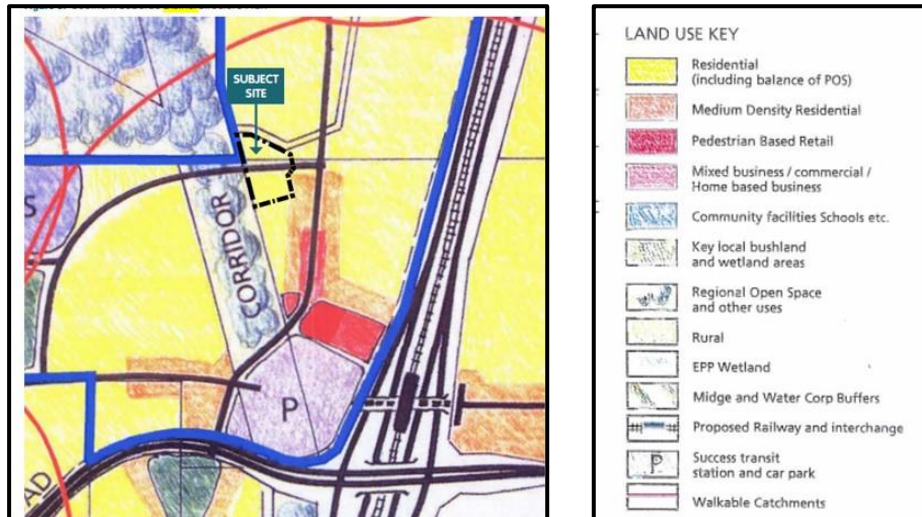 SUBJECT
SITE
S
CORRIDOR
P
AD
LAND USE KEY
Residential
(including balance of POS)
Medium Density Residential
Pedestrian Based Retail
Mixed business / commercial /
Home based business
Community facilities Schools etc.
Key local bushland
and wetland areas
Regional Open Space
and other uses
Rural
EPP Wetland
Midge and Water Corp Buffers
Proposed Railway and interchange
P
Success transit
station and car park
Walkable Catchments